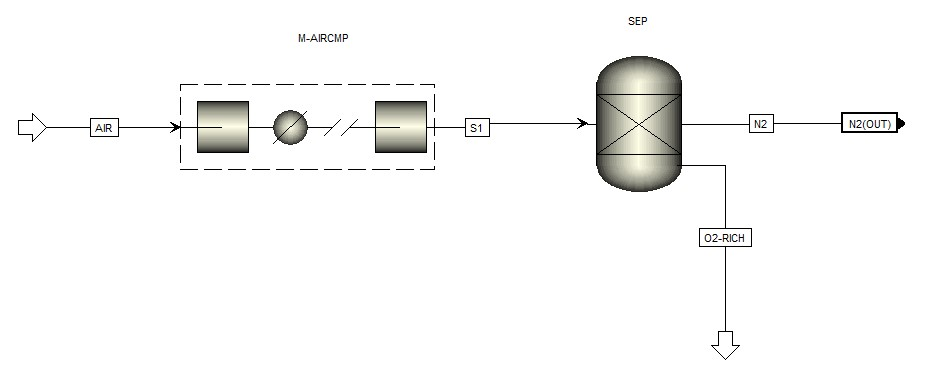 SEP
M-AIRCMP
AIR
S1
N2
N2(OUT)
O2-RICH